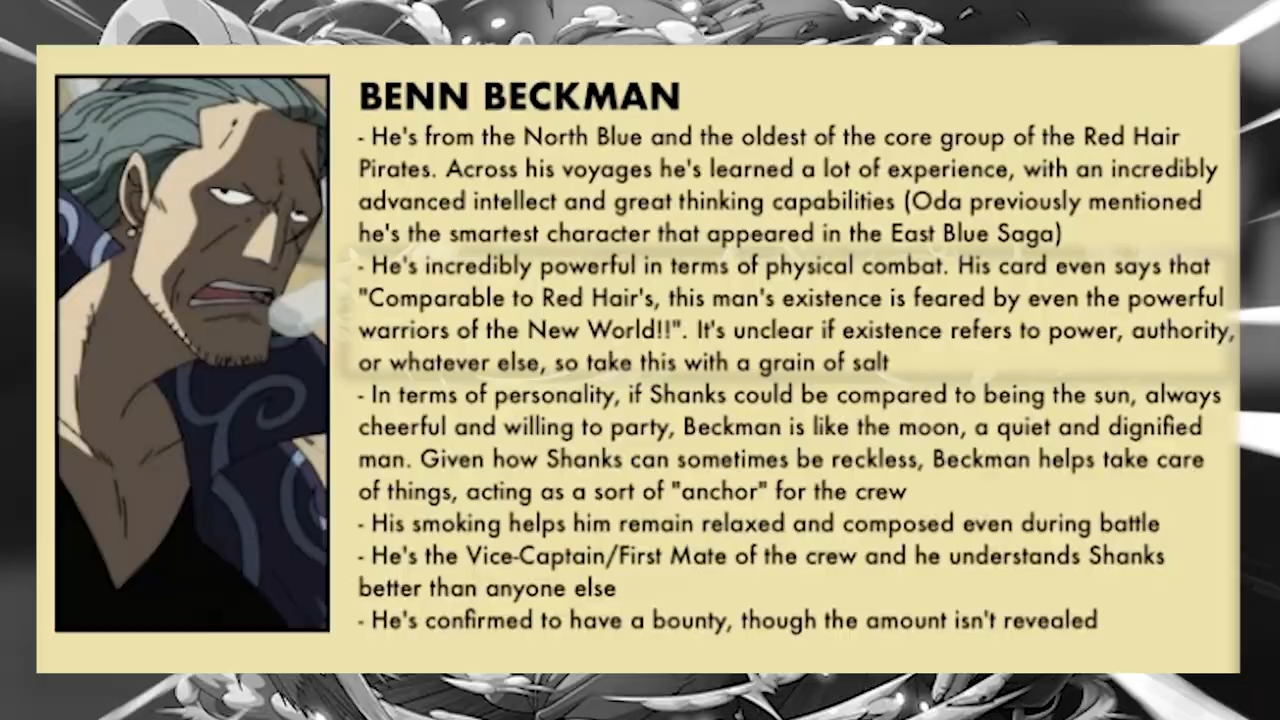 BENN BECKMAN
- He's from the North Blue and the oldest of the core group of the Red Hair
Pirates. Across his voyages he's learned a lot of experience, with an incredibly
advanced intellect and great thinking capabilities (Oda previously mentioned
he's the smartest character that appeared in the East Blue Saga)
- He's incredibly powerful in terms of physical combat. His card even says that
"Comparable to Red Hair's, this man's existence is feared by even the powerful
warriors of the New World!!". It's unclear if existence refers to power, authority,
or whatever else, so take this with a grain of salt
- In terms of personality, if Shanks could be compared to being the sun, always
cheerful and willing to party, Beckman is like the moon, a quiet and dignified
man. Given how Shanks can sometimes be reckless, Beckman helps take care
of things, acting as a sort of "anchor" for the crew
- His smoking helps him remain relaxed and composed even during battle
- He's the Vice-Captain/First Mate of the crew and he understands Shanks
better than anyone else
- He's confirmed to have a bounty, though the amount isn't revealed